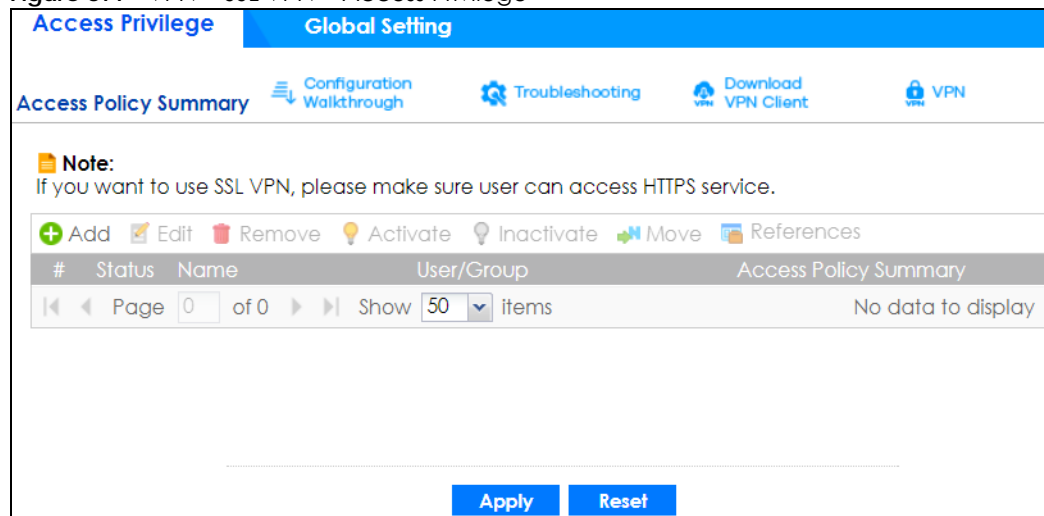 Access Privilege Global Setting
Access Policy Summary Configuration Walkthrough Troubleshooting Download VPN Client VPN
Note:
If you want to use SSL VPN, please make sure user can access HTTPS service.
Add Edit Remove Activate Inactivate Move References
# Status Name User/Group Access Policy Summary
Page 0 of 0 Show 50 items No data to display
Apply Reset